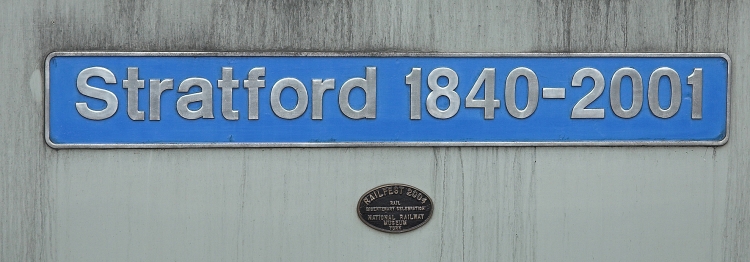 Stratford 1840-2001
RAILFEST 2004
RAIL
BICENTENARY CELEBRATION
NATIONAL RAILWAY
MUSEUM
YORK